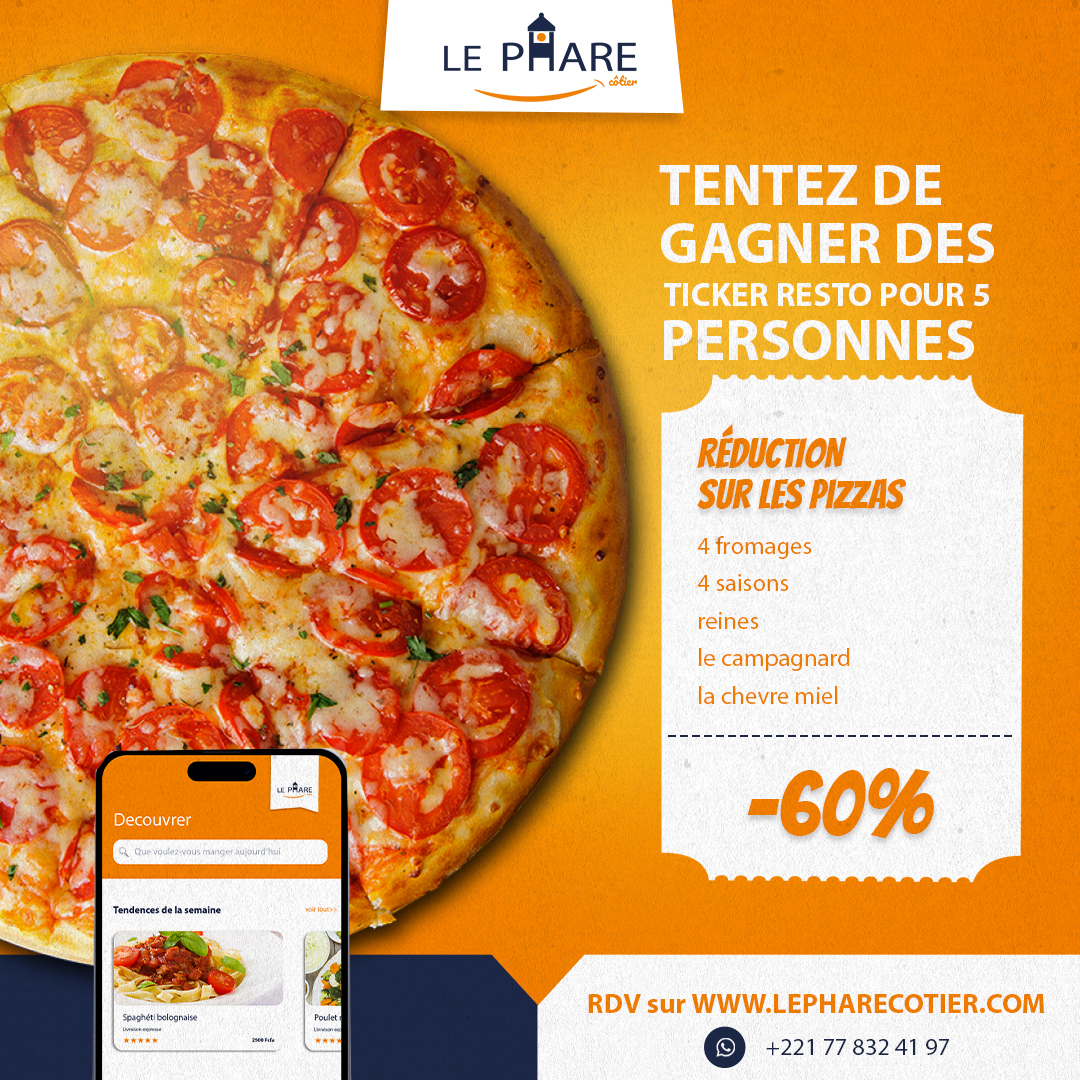 LE PHARE
côtier
TENTEZ DE
GAGNER DES
TICKER RESTO POUR 5
PERSONNES
RÉDUCTION
SUR LES PIZZAS
4 fromages
4 saisons
reines
le campagnard
la chevre miel
-60%
LE PHARE
Decouvrer
Que voulez-vous manger aujourd'hui
Tendences de la semaine
voir toutes
Spaghéti bolognaise
Poulet
Livraison expresse
2500 Fcfa
RDV sur WWW.LEPHARECOTIER.COM
+221 77 832 41 97